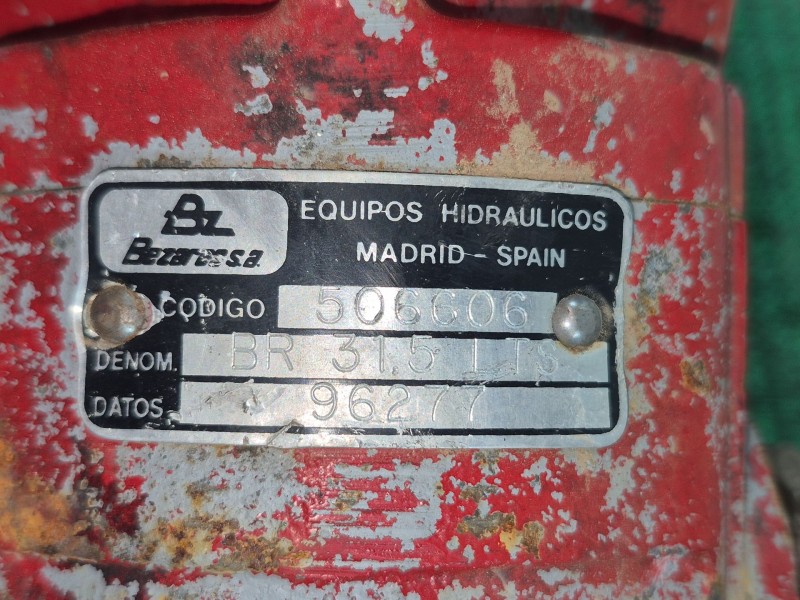 Bz
Bezares s.a.
EQUIPOS HIDRAULICOS
MADRID - SPAIN
CODIGO 506606
DENOM. BR 31.5 LTS
DATOS 96277